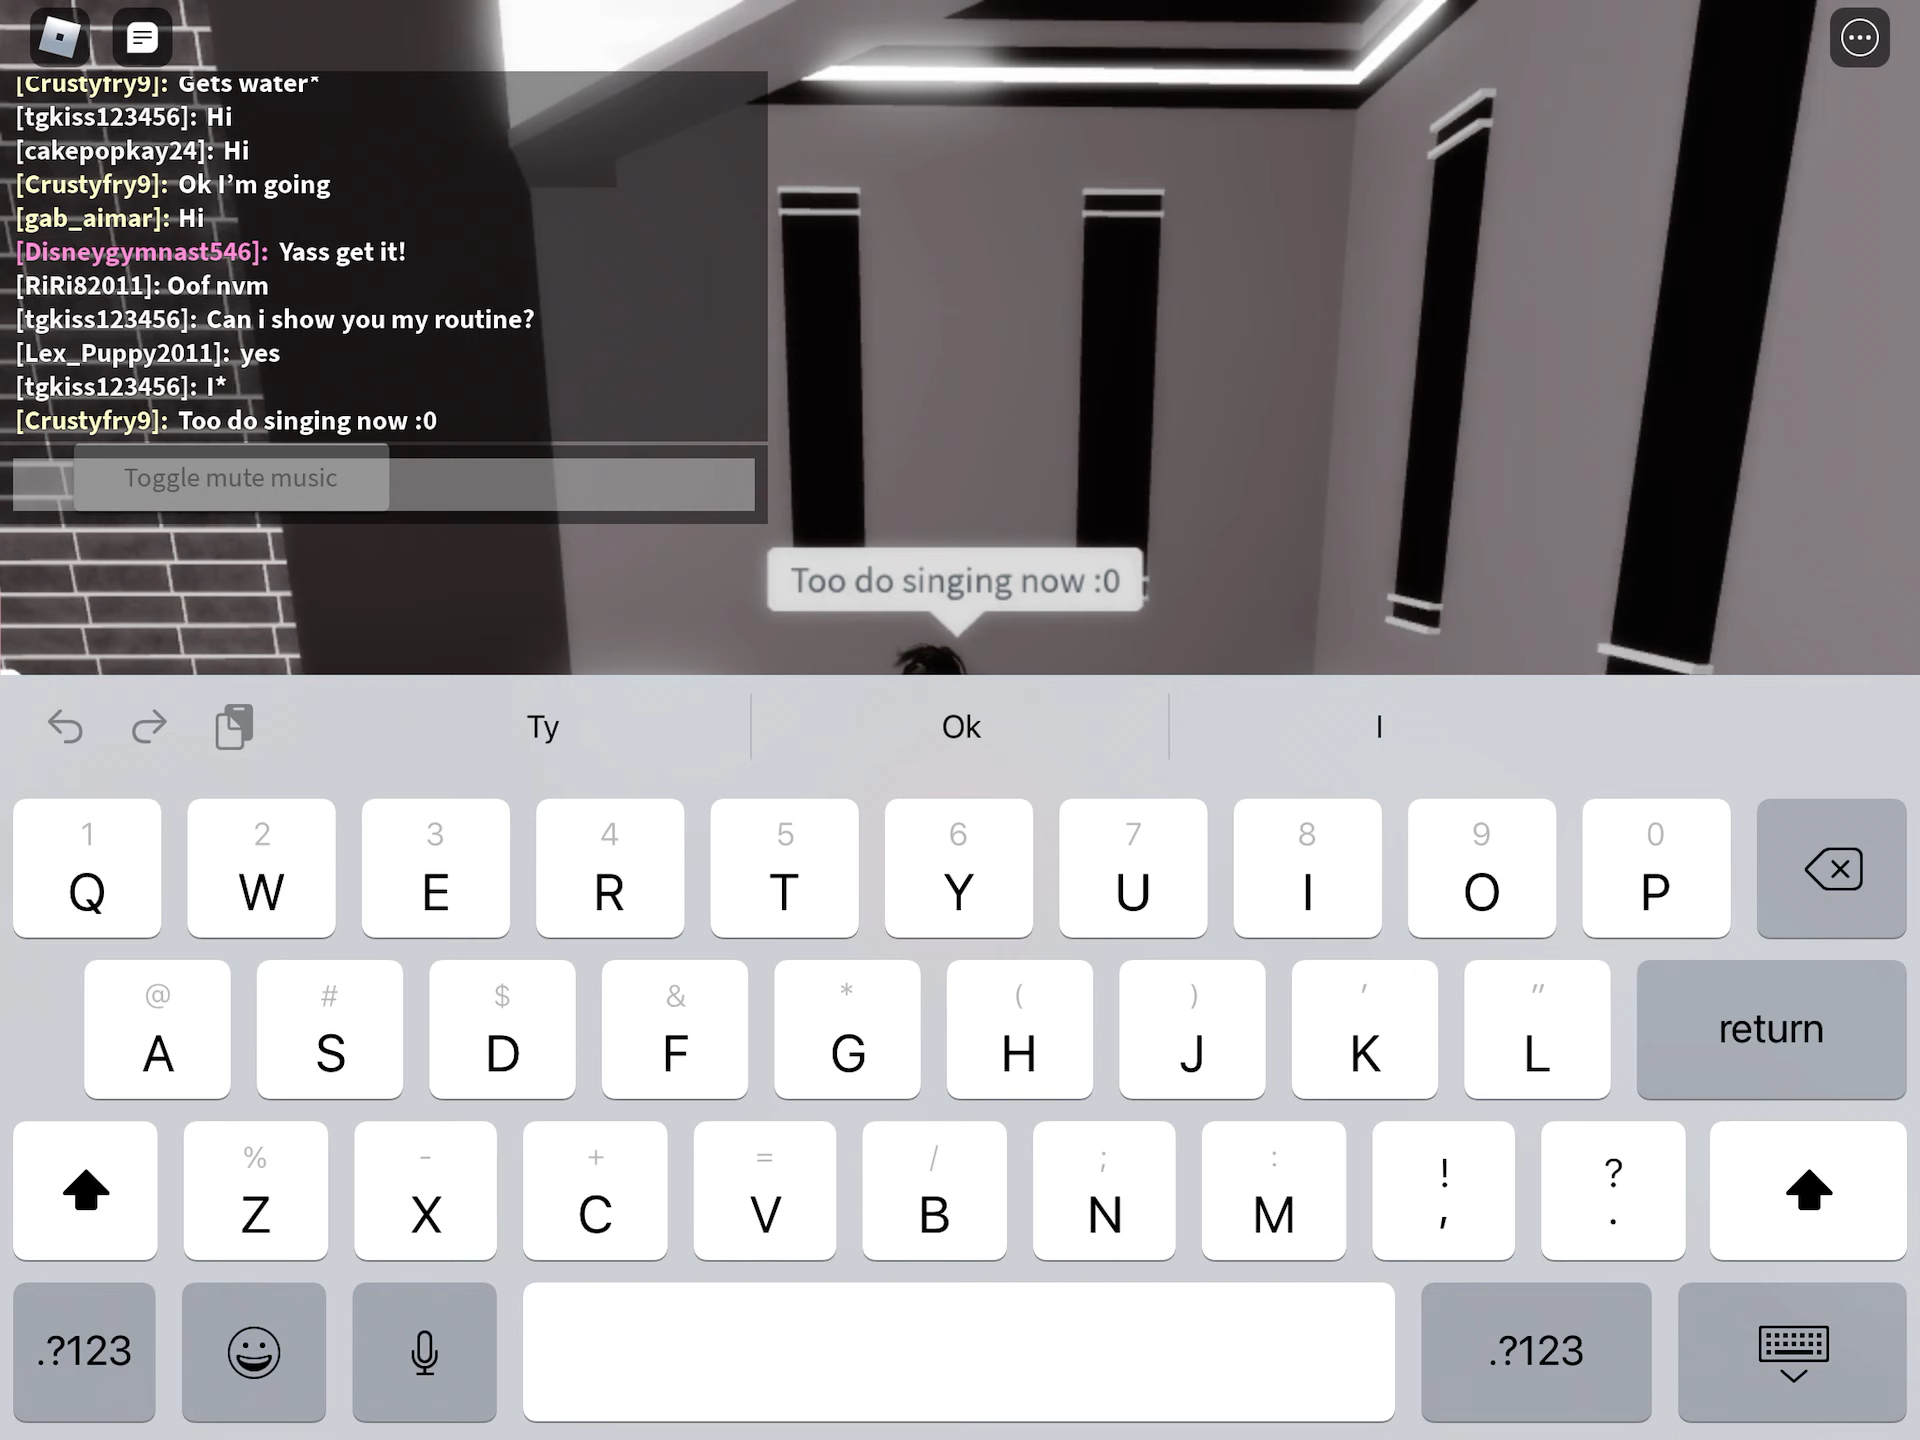 [Crustyfry9]: Gets water*
[tgkiss123456]: Hi
[cakepopkay24]: Hi
[Crustyfry9]: Ok I’m going
[gab_aimar]: Hi
[Disneygymnast546]: Yass get it!
[RiRi82011]: Oof nvm
[tgkiss123456]: Can i show you my routine?
[Lex_Puppy2011]: yes
[tgkiss123456]: I*
[Crustyfry9]: Too do singing now :0
Toggle mute music
Too do singing now :0
Ty Ok I
1 2 3 4 5 6 7 8 9 0
Q W E R T Y U I O P
@ # $ & * ( ) ' "
A S D F G H J K L return
% - + = / ; : ! ?
Z X C V B N M , .
.?123 .?123